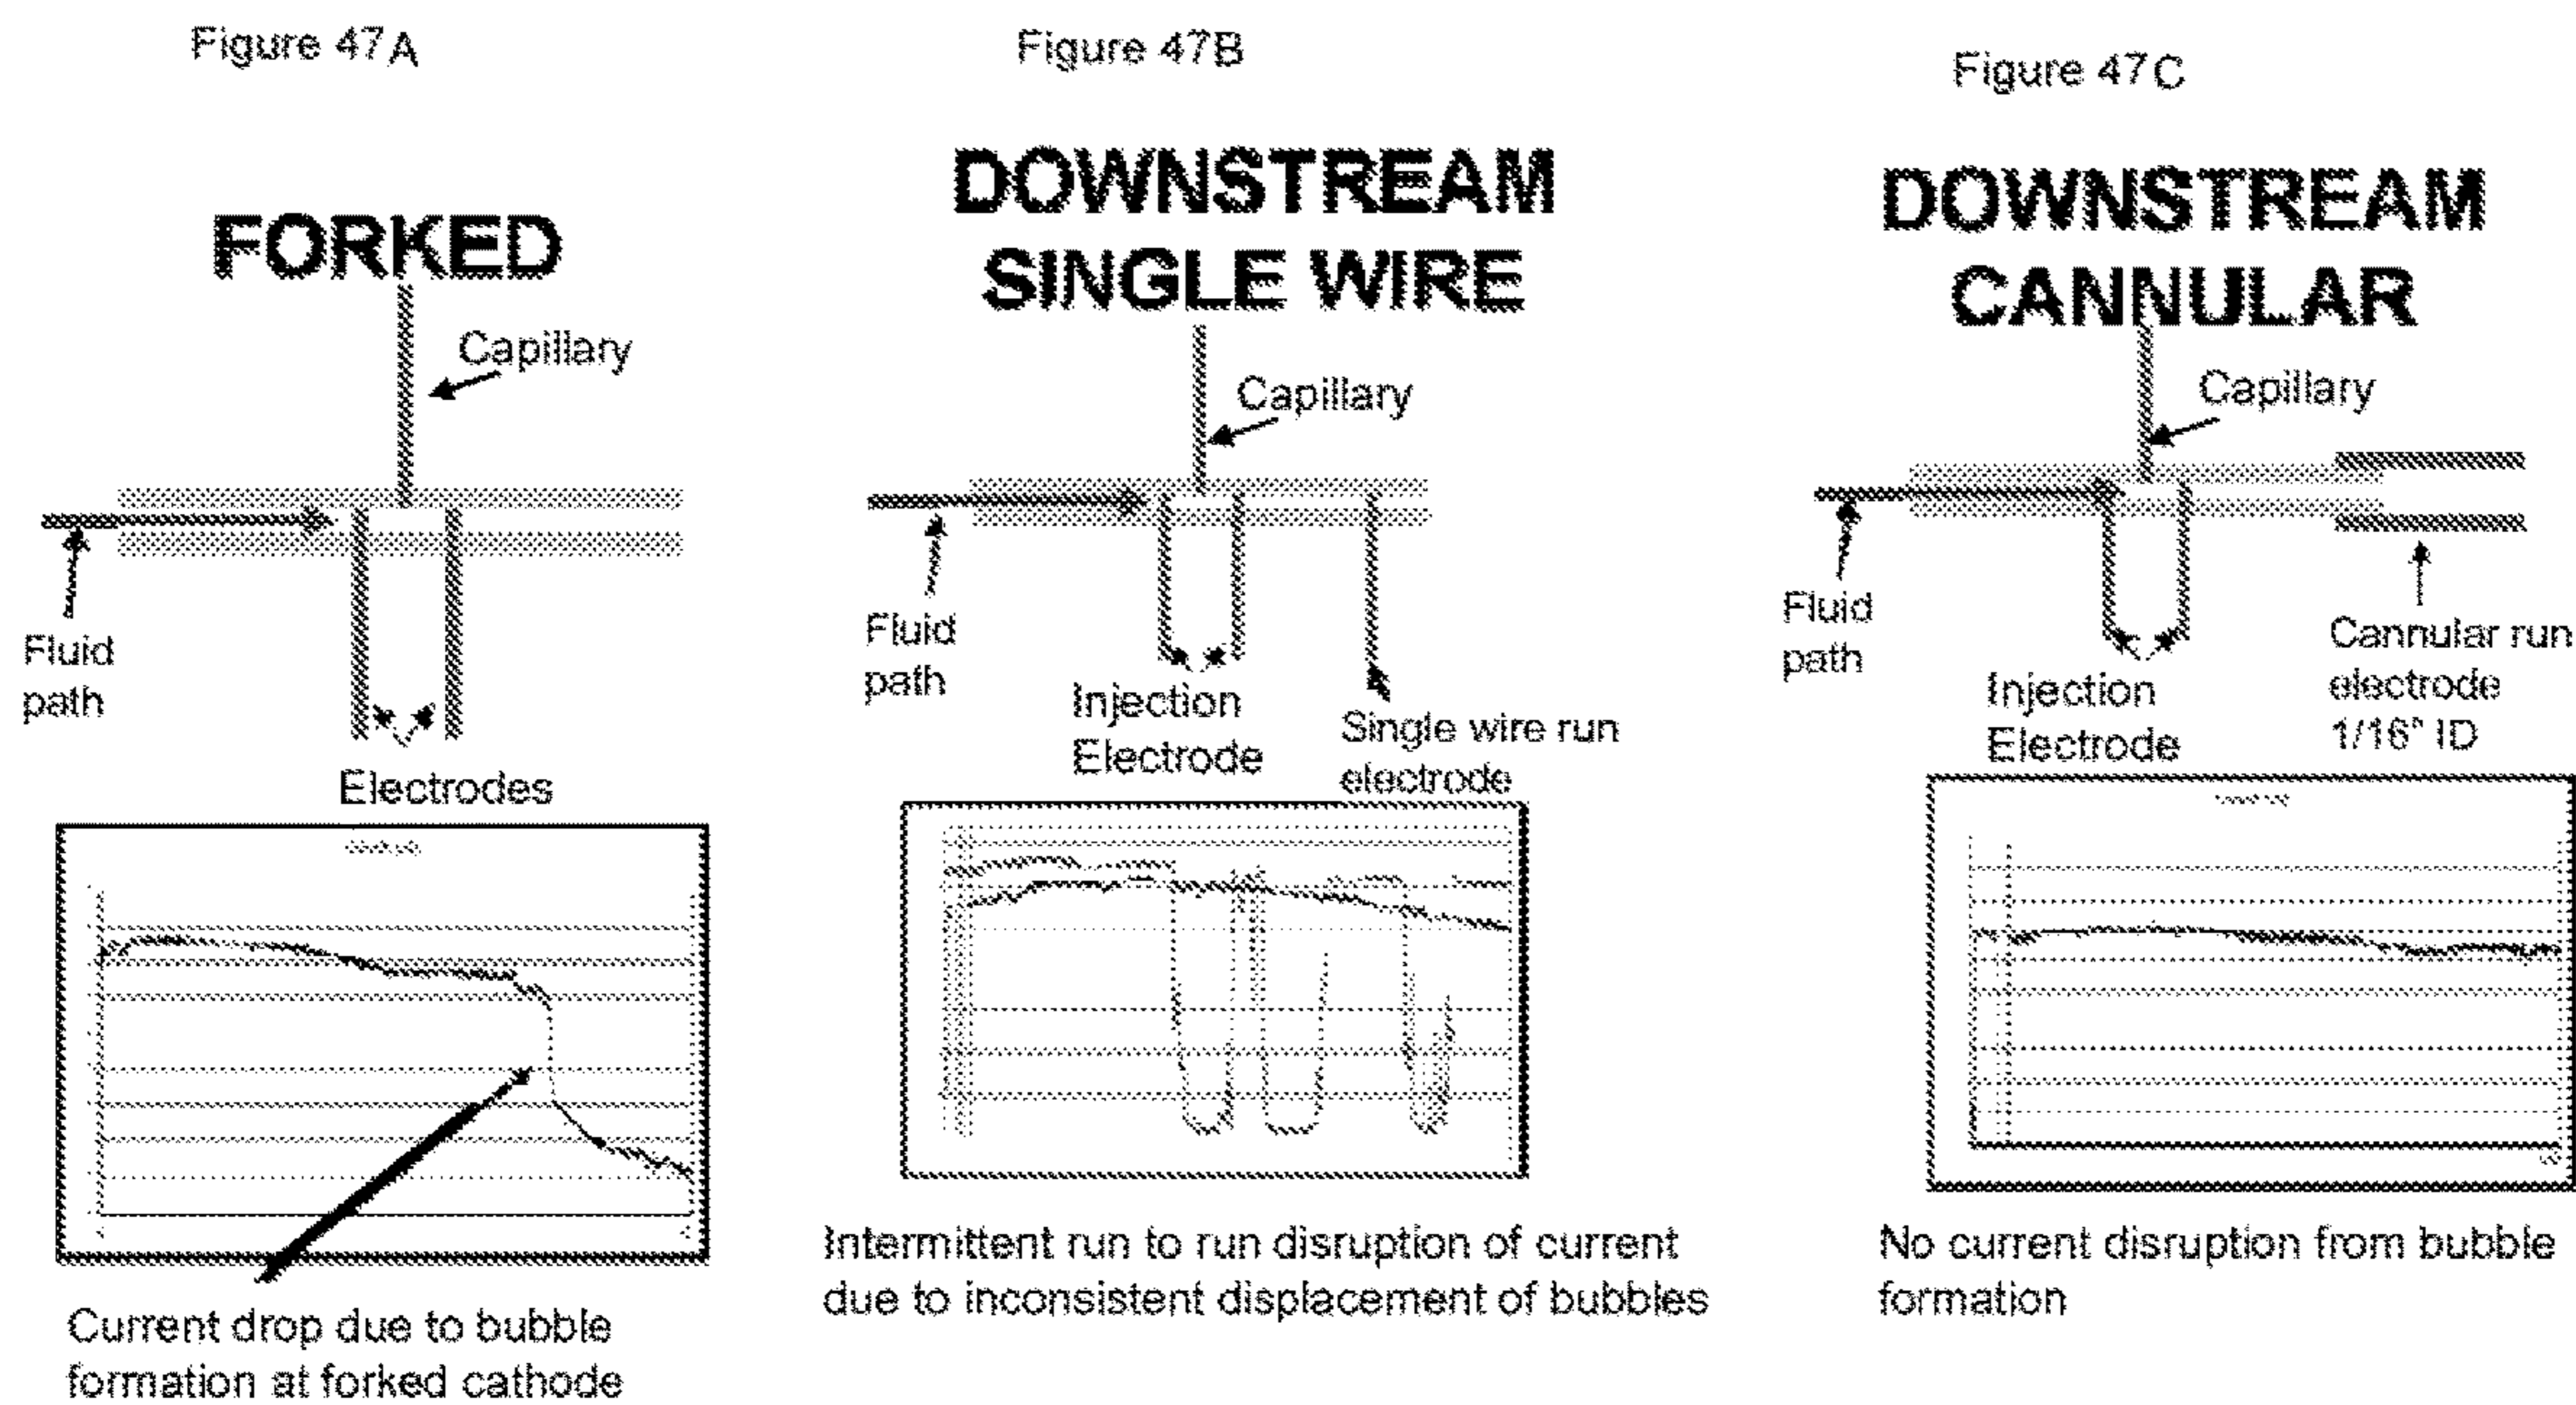 Figure 47A
FORKED
Capillary
Fluid
path
Electrodes
Current drop due to bubble
formation at forked cathode
Figure 47B
DOWNSTREAM
SINGLE WIRE
Capillary
Fluid
path
Injection
Electrode
Single wire run
electrode
Intermittent run to run disruption of current
due to inconsistent displacement of bubbles
Figure 47C
DOWNSTREAM
CANNULAR
Capillary
Fluid
path
Injection
Electrode
Cannular run
electrode
1/16" ID
No current disruption from bubble
formation